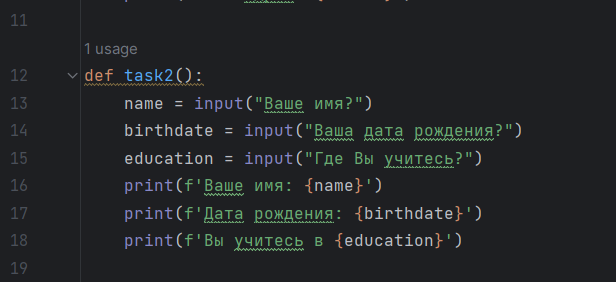 11
1 usage
12 def task2():
13 name = input("Ваше имя?")
14 birthdate = input("Ваша дата рождения?")
15 education = input("Где Вы учитесь?")
16 print(f'Ваше имя: {name}')
17 print(f'Дата рождения: {birthdate}')
18 print(f'Вы учитесь в {education}')
19